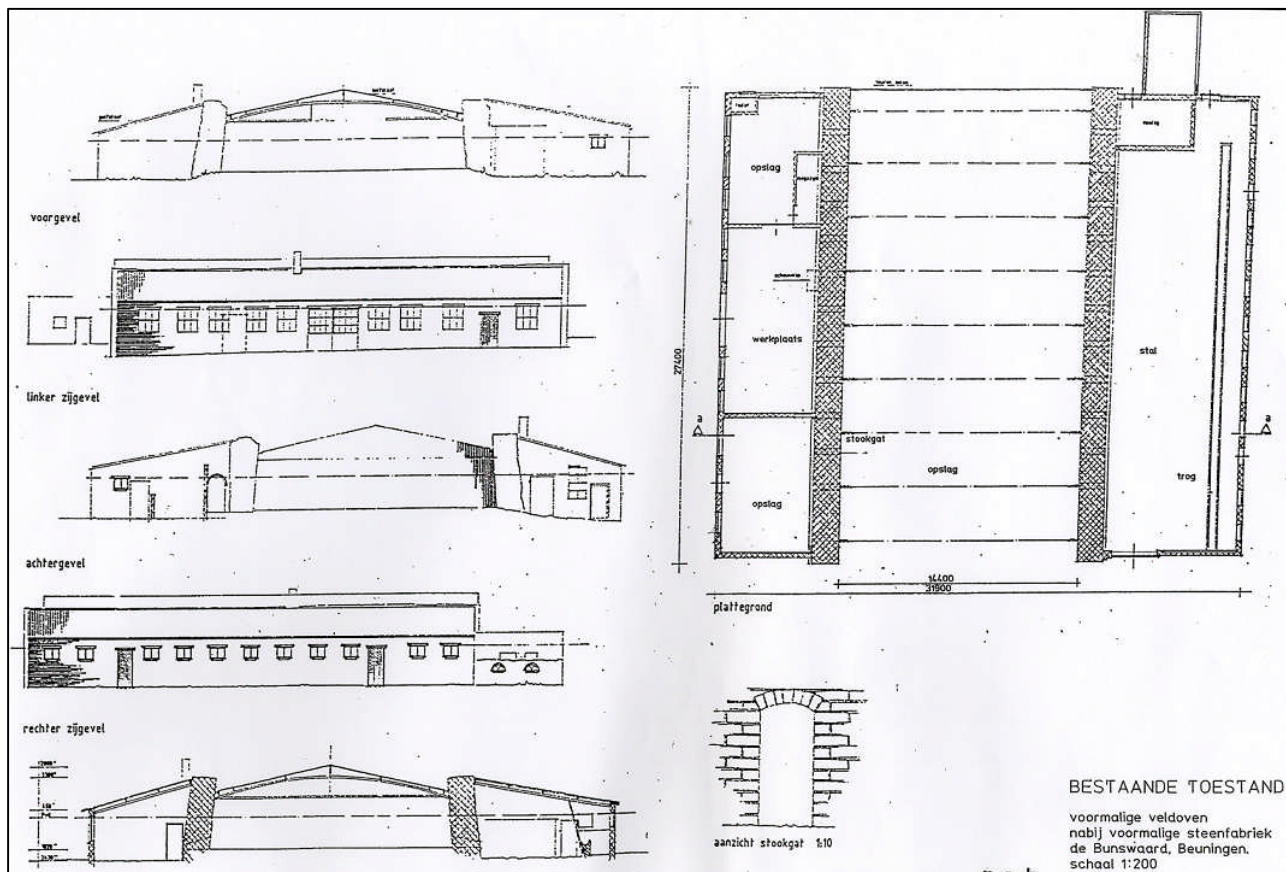 voorgevel
linker zijgevel
achtergevel
rechter zijgevel
opslag
werkplaats
opslag
stookgat
opslag
stal
trog
a
a
27400
14400
31900
plattegrond
aanzicht stookgat 1:10
BESTAANDE TOESTAND
voormalige veldoven
nabij voormalige steenfabriek
de Bunswaard, Beuningen.
schaal 1:200